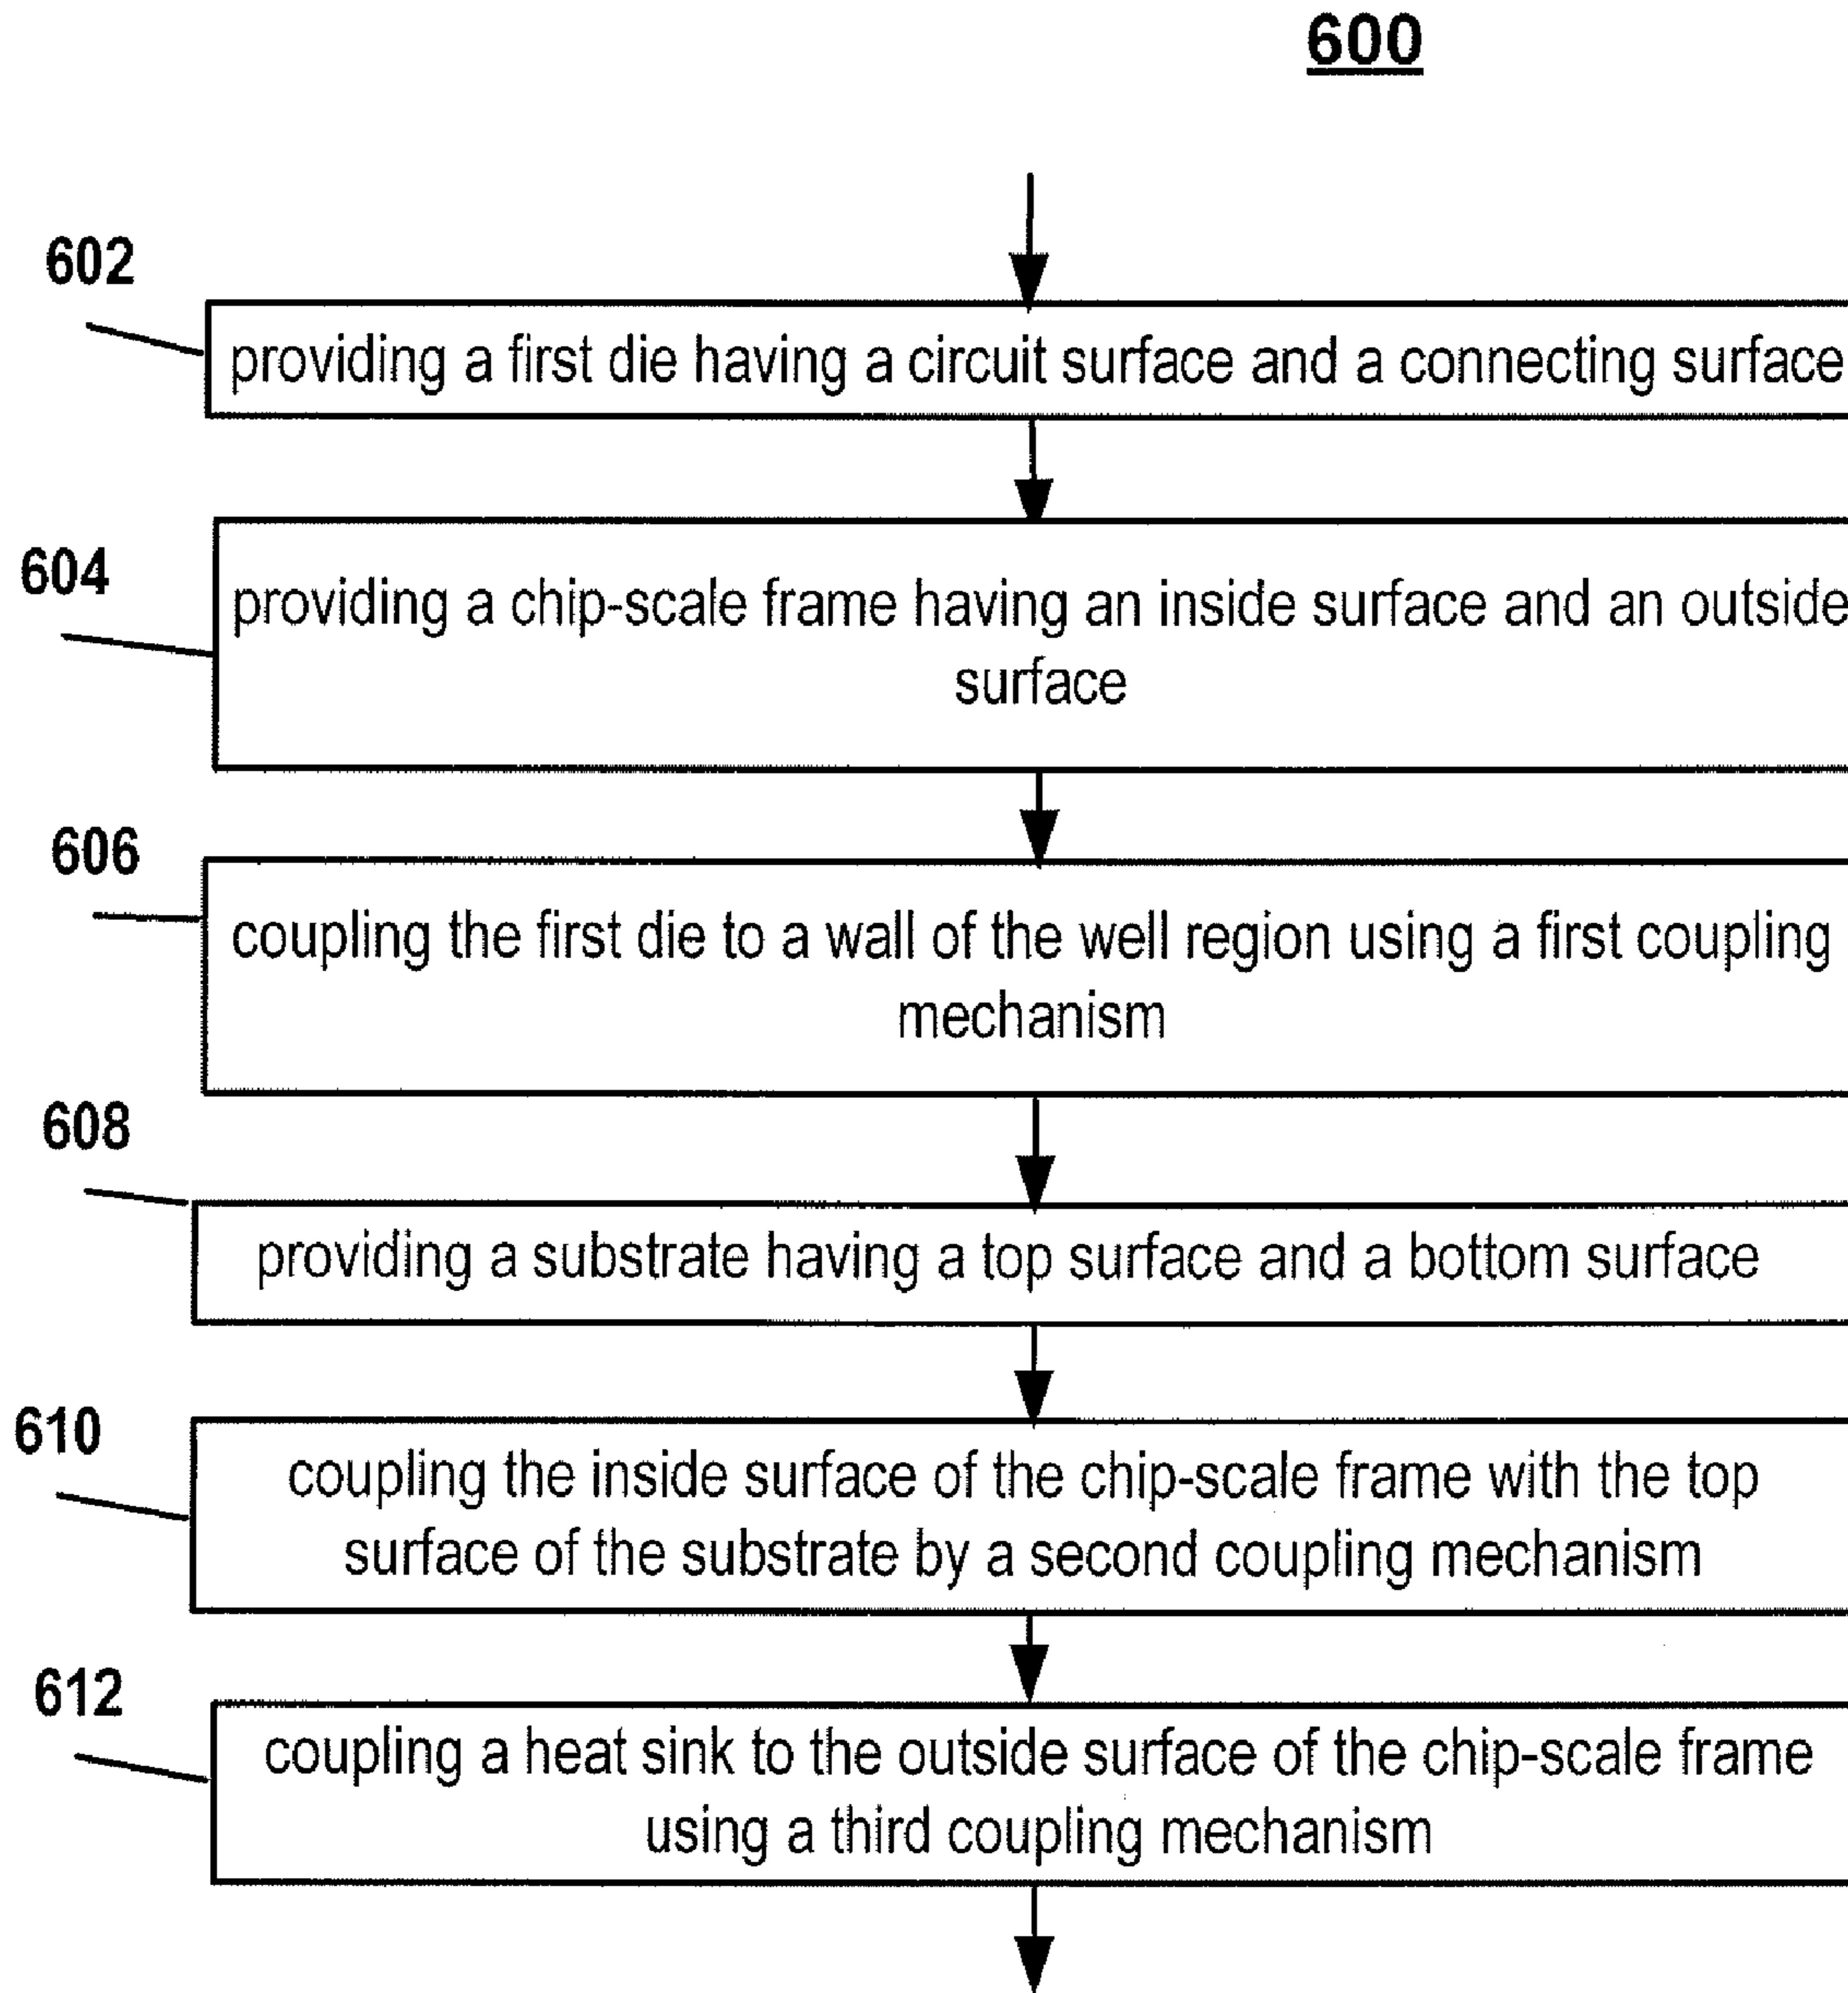 600
602
providing a first die having a circuit surface and a connecting surface
604
providing a chip-scale frame having an inside surface and an outside
surface
606
coupling the first die to a wall of the well region using a first coupling
mechanism
608
providing a substrate having a top surface and a bottom surface
610
coupling the inside surface of the chip-scale frame with the top
surface of the substrate by a second coupling mechanism
612
coupling a heat sink to the outside surface of the chip-scale frame
using a third coupling mechanism